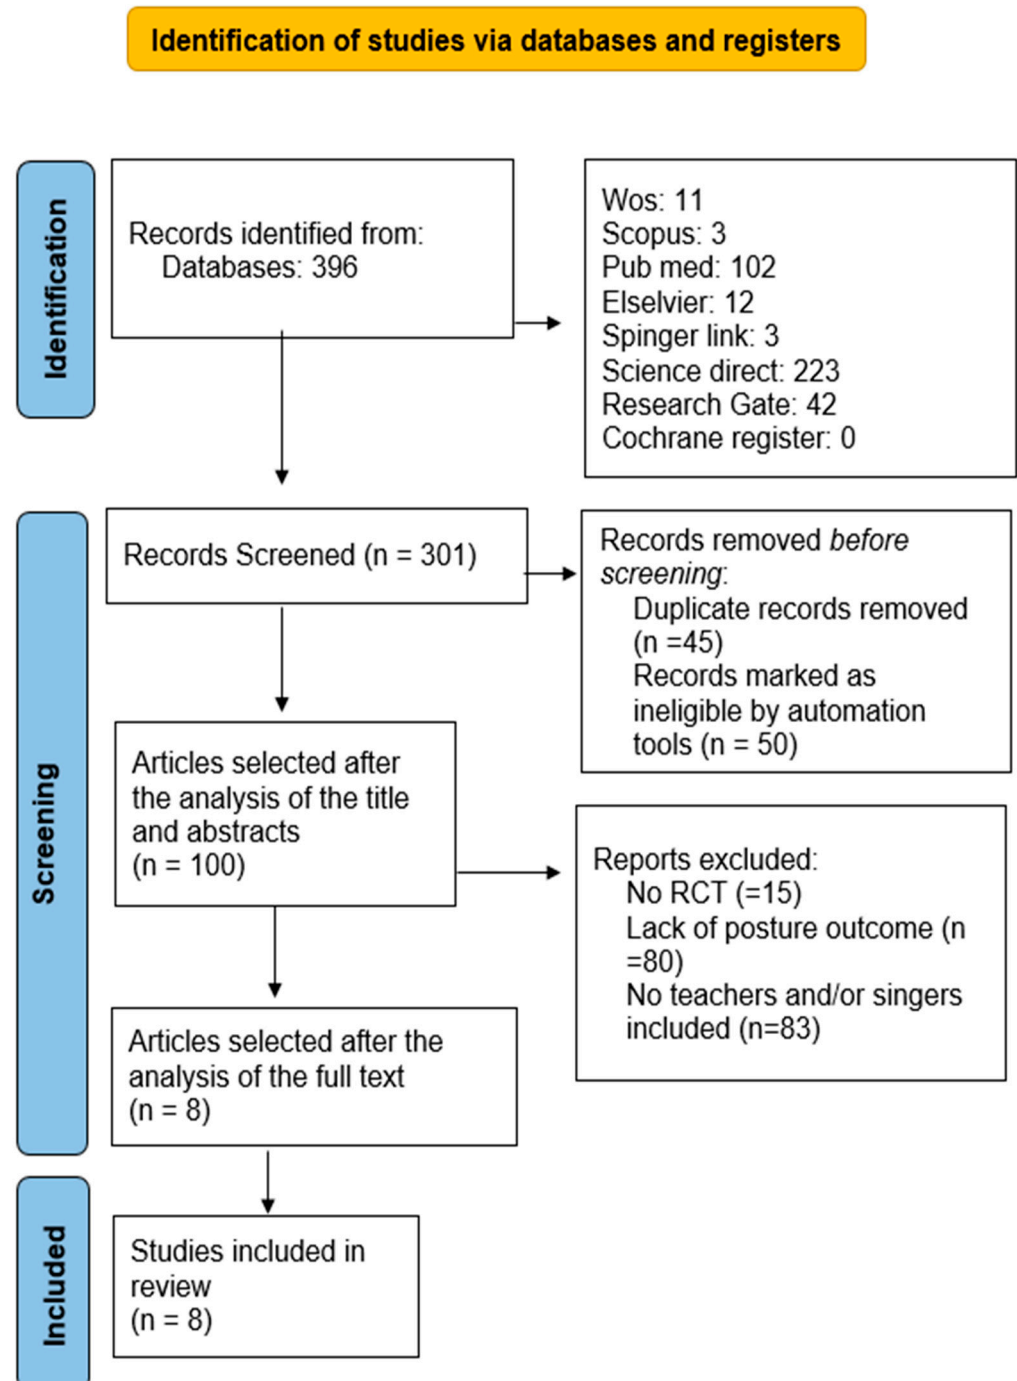 Identification of studies via databases and registers
Identification
Records identified from:
Databases: 396
Wos: 11
Scopus: 3
Pub med: 102
Elselvier: 12
Spinger link: 3
Science direct: 223
Research Gate: 42
Cochrane register: 0
Screening
Records Screened (n = 301)
Records removed before
screening:
Duplicate records removed
(n =45)
Records marked as
ineligible by automation
tools (n = 50)
Articles selected after
the analysis of the title
and abstracts
(n = 100)
Reports excluded:
No RCT (=15)
Lack of posture outcome (n
=80)
No teachers and/or singers
included (n=83)
Articles selected after the
analysis of the full text
(n = 8)
Included
Studies included in
review
(n = 8)